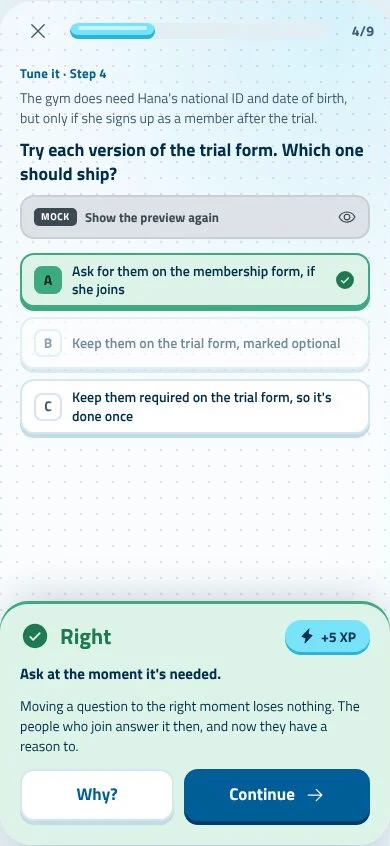 4/9
Tune it · Step 4
The gym does need Hana's national ID and date of birth,
but only if she signs up as a member after the trial.
Try each version of the trial form. Which one
should ship?
MOCK Show the preview again
A Ask for them on the membership form, if
she joins
B Keep them on the trial form, marked optional
C Keep them required on the trial form, so it's
done once
Right +5 XP
Ask at the moment it's needed.
Moving a question to the right moment loses nothing. The
people who join answer it then, and now they have a
reason to.
Why? Continue